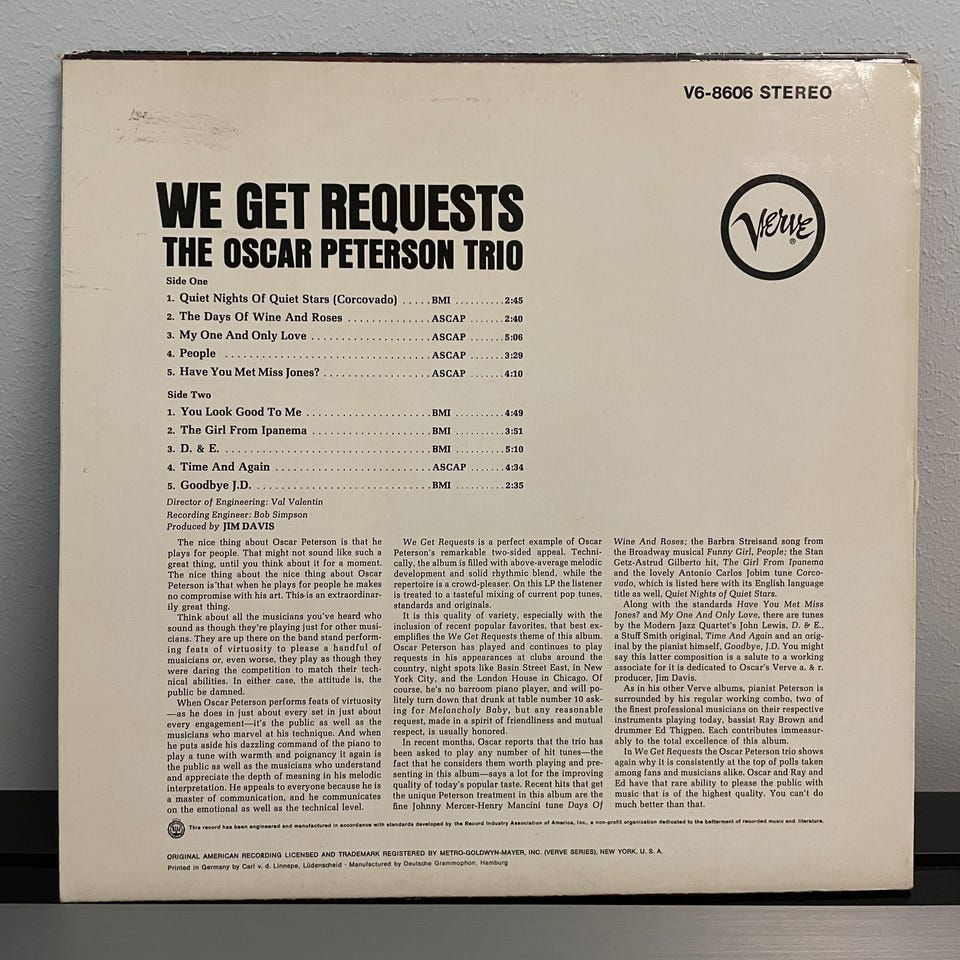 V6-8606 STEREO
WE GET REQUESTS
Verve
®
THE OSCAR PETERSON TRIO
Side One
1. Quiet Nights Of Quiet Stars (Corcovado) .....BMI ..........2:45
2. The Days Of Wine And Roses ..............ASCAP .......2:40
3. My One And Only Love ....................ASCAP .......5:06
4. People ..................................ASCAP .......3:29
5. Have You Met Miss Jones? ..................ASCAP .......4:10
Side Two
1. You Look Good To Me .....................BMI ..........4:49
2. The Girl From Ipanema ....................BMI ..........3:51
3. D. & E. ...................................BMI ..........5:10
4. Time And Again ..........................ASCAP .......4:34
5. Goodbye J.D. ..............................BMI ..........2:35
Director of Engineering: Val Valentin
Recording Engineer: Bob Simpson
Produced by JIM DAVIS
The nice thing about Oscar Peterson is that he
plays for people. That might not sound like such a
great thing, until you think about it for a moment.
The nice thing about the nice thing about Oscar
Peterson is that when he plays for people he makes
no compromise with his art. This is an extraordinar-
ily great thing.
Think about all the musicians you've heard who
sound as though they're playing just for other musi-
cians. They are up there on the band stand perform-
ing feats of virtuosity to please a handful of
musicians or, even worse, they play as though they
were daring the competition to match their tech-
nical abilities. In either case, the attitude is, the
public be damned.
When Oscar Peterson performs feats of virtuosity
—as he does in just about every set in just about
every engagement—it's the public as well as the
musicians who marvel at his technique. And when
he puts aside his dazzling command of the piano to
play a tune with warmth and poignancy it again is
the public as well as the musicians who understand
and appreciate the depth of meaning in his melodic
interpretation. He appeals to everyone because he is
a master of communication, and he communicates
on the emotional as well as the technical level.
We Get Requests is a perfect example of Oscar
Peterson's remarkable two-sided appeal. Techni-
cally, the album is filled with above-average melodic
development and solid rhythmic blend, while the
repertoire is a crowd-pleaser. On this LP the listener
is treated to a tasteful mixing of current pop tunes,
standards and originals.
It is this quality of variety, especially with the
inclusion of recent popular favorites, that best ex-
emplifies the We Get Requests theme of this album.
Oscar Peterson has played and continues to play
requests in his appearances at clubs around the
country, night spots like Basin Street East, in New
York City, and the London House in Chicago. Of
course, he's no barroom piano player, and will po-
litely turn down that drunk at table number 10 ask-
ing for Melancholy Baby, but any reasonable
request, made in a spirit of friendliness and mutual
respect, is usually honored.
In recent months, Oscar reports that the trio has
been asked to play any number of hit tunes—the
fact that he considers them worth playing and pre-
senting in this album—says a lot for the improving
quality of today's popular taste. Recent hits that get
the unique Peterson treatment in this album are the
fine Johnny Mercer-Henry Mancini tune Days Of
Wine And Roses; the Barbra Streisand song from
the Broadway musical Funny Girl, People; the Stan
Getz-Astrud Gilberto hit, The Girl From Ipanema
and the lovely Antonio Carlos Jobim tune Corco-
vado, which is listed here with its English language
title as well, Quiet Nights of Quiet Stars.
Along with the standards Have You Met Miss
Jones? and My One And Only Love, there are tunes
by the Modern Jazz Quartet's John Lewis, D. & E.,
a Stuff Smith original, Time And Again and an orig-
inal by the pianist himself, Goodbye, J.D. You might
say this latter composition is a salute to a working
associate for it is dedicated to Oscar's Verve a. & r.
producer, Jim Davis.
As in his other Verve albums, pianist Peterson is
surrounded by his regular working combo, two of
the finest professional musicians on their respective
instruments playing today, bassist Ray Brown and
drummer Ed Thigpen. Each contributes immeasur-
ably to the total excellence of this album.
In We Get Requests the Oscar Peterson trio shows
again why it is consistently at the top of polls taken
among fans and musicians alike. Oscar and Ray and
Ed have that rare ability to please the public with
music that is of the highest quality. You can't do
much better than that.
This record has been engineered and manufactured in accordance with standards developed by the Record Industry Association of America, Inc., a non-profit organization dedicated to the betterment of recorded music and literature.
ORIGINAL AMERICAN RECORDING LICENSED AND TRADEMARK REGISTERED BY METRO-GOLDWYN-MAYER, INC. (VERVE SERIES), NEW YORK, U. S. A.
Printed in Germany by Carl v. d. Linnepe, Lüdenscheid · Manufactured by Deutsche Grammophon, Hamburg